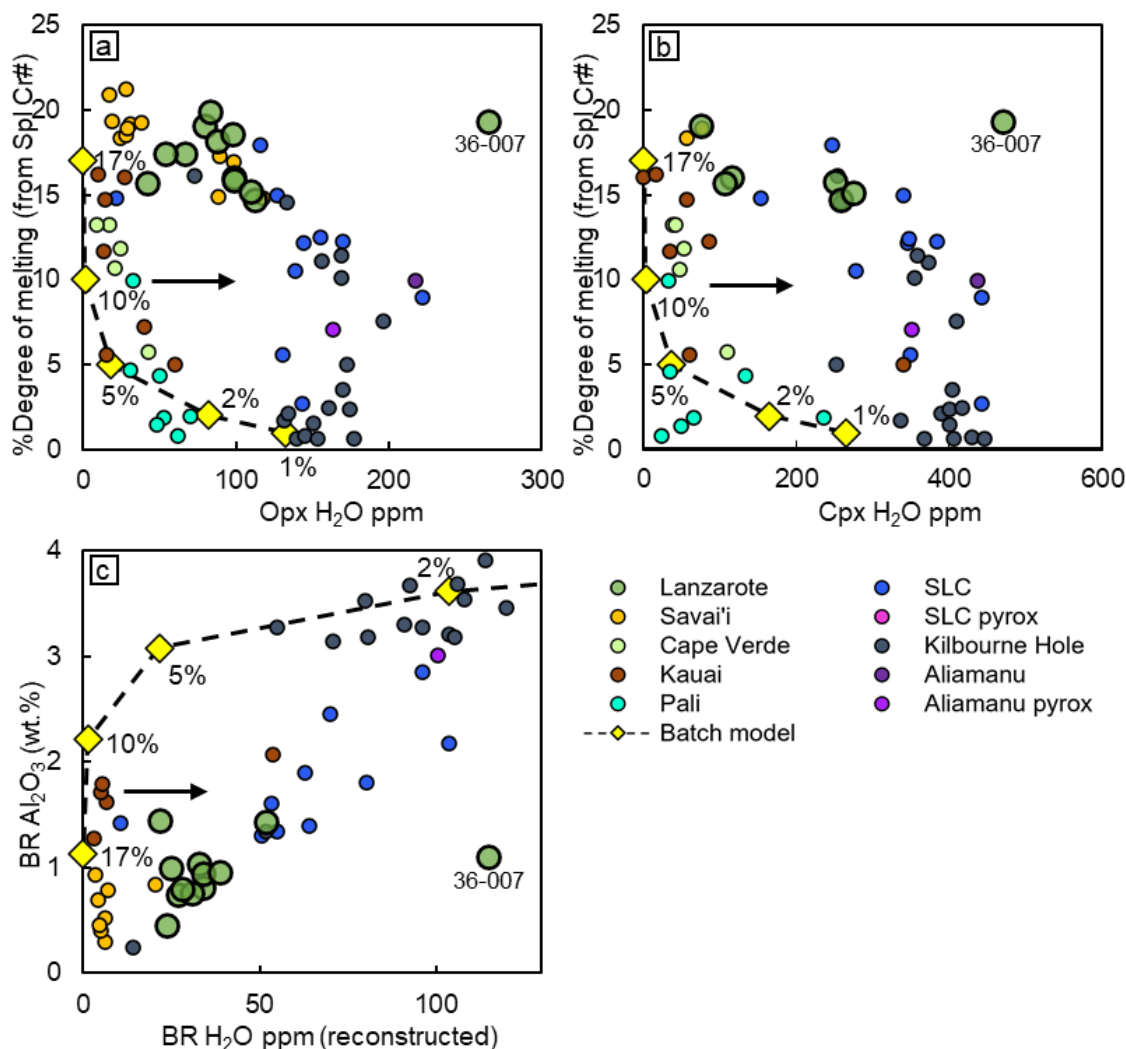 a
%Degree of melting (from Spl Cr#)
25
20
15
10
5
0
36-007
17%
10%
5%
2%
1%
0
100
200
300
Opx H₂O ppm
b
%Degree of melting (from Spl Cr#)
25
20
15
10
5
0
36-007
17%
10%
5%
2%
1%
0
200
400
600
Cpx H₂O ppm
c
BR Al₂O₃ (wt.%)
4
3
2
1
0
2%
5%
10%
17%
36-007
0
50
100
BR H₂O ppm (reconstructed)
Lanzarote
Savai'i
Cape Verde
Kauai
Pali
Batch model
SLC
SLC pyrox
Kilbourne Hole
Aliamanu
Aliamanu pyrox